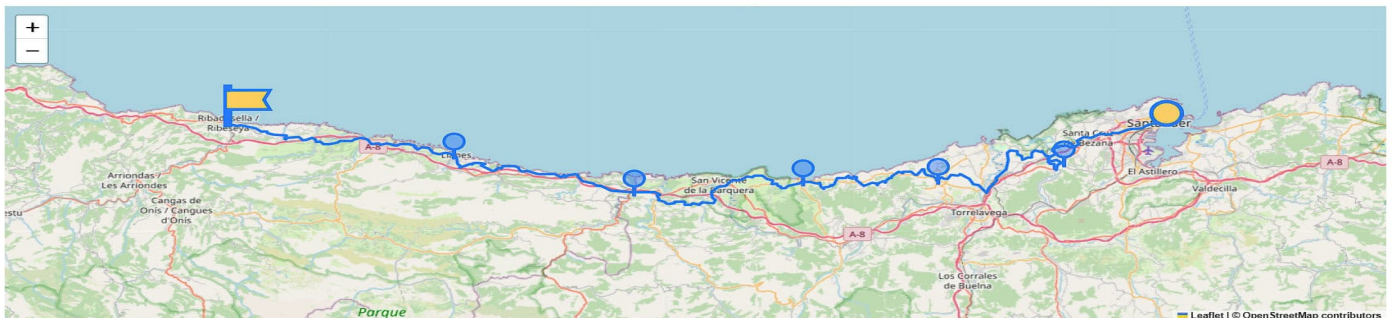 +
−
Ribadesella /
Ribeseya
A-8
Llanes
Arriondas /
Les Arriondes
Cangas de
Onís / Cangues
d'Onís
San Vicente
de la Barquera
A-8
Santander
Santa Cruz
de Bezana
El Astillero
A-8
Valdecilla
Torrelavega
Los Corrales
de Buelna
Parque
Leaflet | © OpenStreetMap contributors